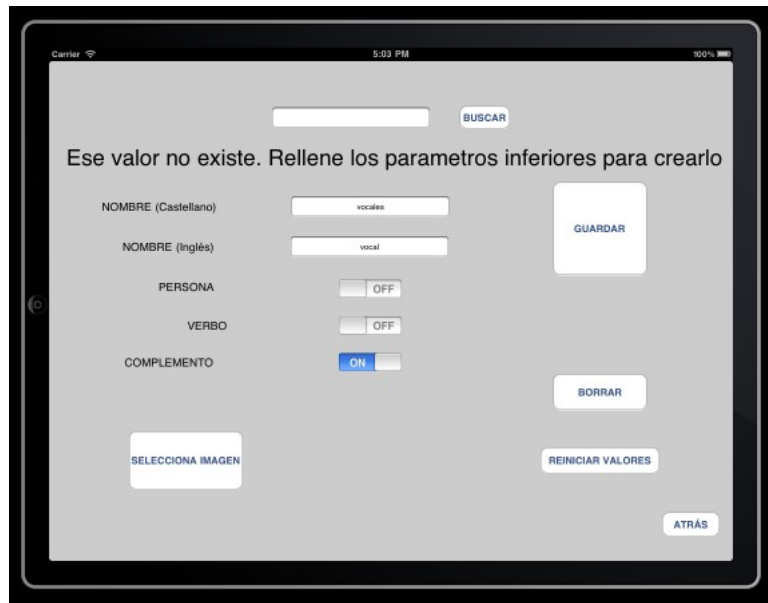 Carrier 5:03 PM 100%
BUSCAR
Ese valor no existe. Rellene los parametros inferiores para crearlo
NOMBRE (Castellano) vocales
GUARDAR
NOMBRE (Inglés) vocal
PERSONA OFF
VERBO OFF
COMPLEMENTO ON
BORRAR
SELECCIONA IMAGEN
REINICIAR VALORES
ATRÁS